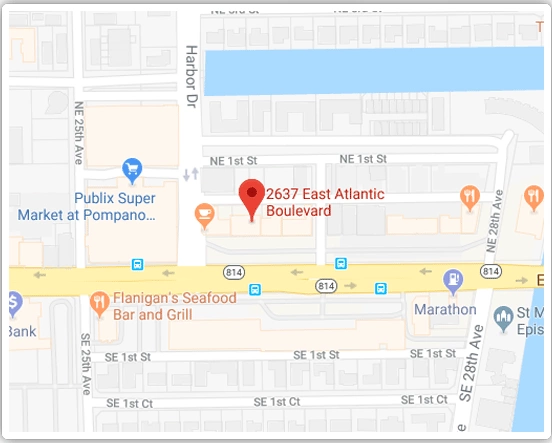 NE 3rd St
NE 3rd St
T
Harbor Dr
NE 25th Ave
NE 1st St
NE 1st St
Publix Super
Market at Pompano...
2637 East Atlantic
Boulevard
NE 28th Ave
814
814
814
E
$
Bank
Flanigan's Seafood
Bar and Grill
Marathon
St M
Epis
SE 25th Ave
SE 1st St
SE 1st St
SE 1st St
SE 28th Ave
SE 1st Ct
SE 1st Ct
SE 1st Ct
e